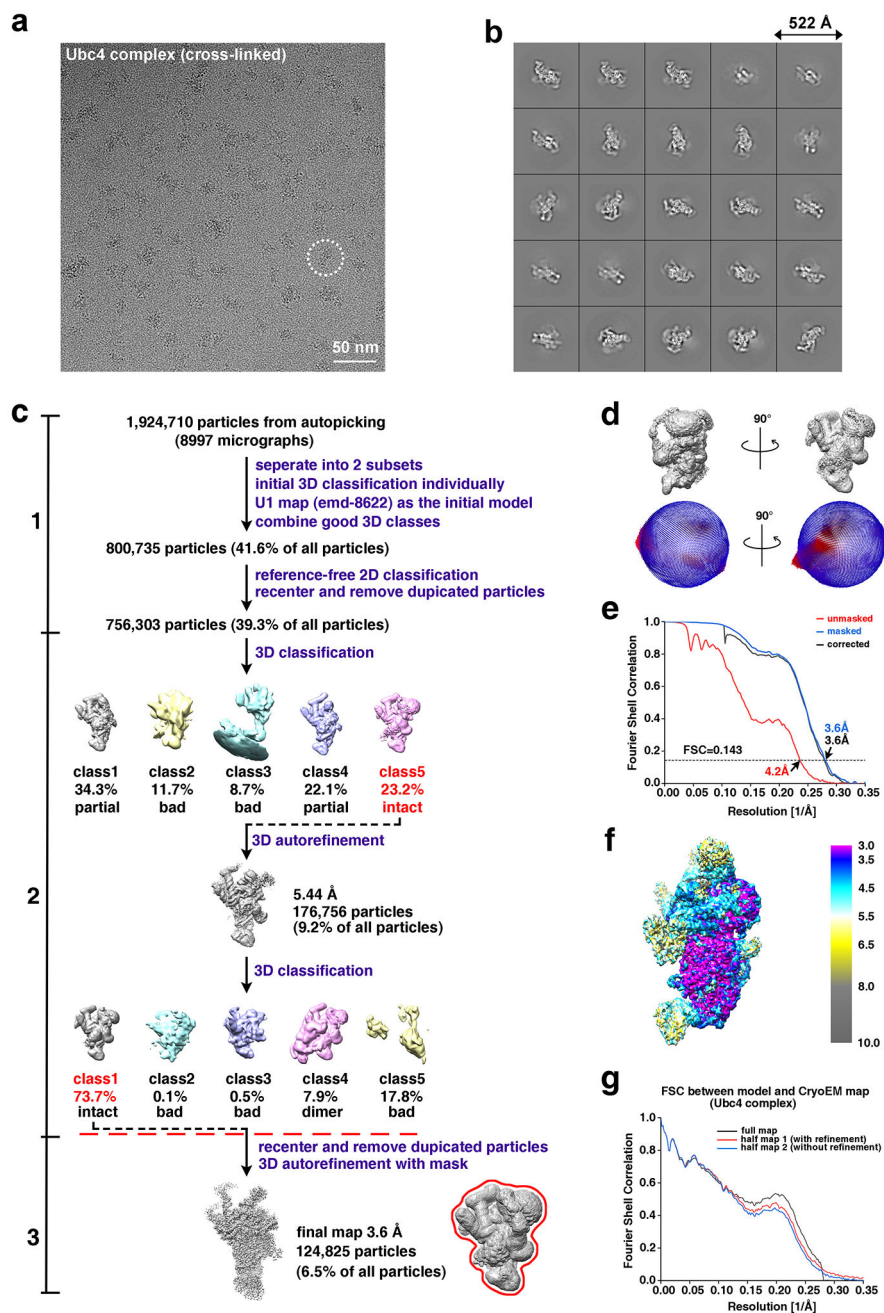 a
Ubc4 complex (cross-linked)
50 nm
b
522 Å
c
1
1,924,710 particles from autopicking
(8997 micrographs)
seperate into 2 subsets
initial 3D classification individually
U1 map (emd-8622) as the initial model
combine good 3D classes
800,735 particles (41.6% of all particles)
reference-free 2D classification
recenter and remove dupicated particles
756,303 particles (39.3% of all particles)
2
3D classification
class1 class2 class3 class4 class5
34.3% 11.7% 8.7% 22.1% 23.2%
partial bad bad partial intact
3D autorefinement
5.44 Å
176,756 particles
(9.2% of all particles)
3D classification
class1 class2 class3 class4 class5
73.7% 0.1% 0.5% 7.9% 17.8%
intact bad bad dimer bad
3
recenter and remove dupicated particles
3D autorefinement with mask
final map 3.6 Å
124,825 particles
(6.5% of all particles)
d
90°
90°
e
unmasked
masked
corrected
Fourier Shell Correlation
1.0
0.8
0.6
0.4
0.2
0.0
FSC=0.143
3.6Å
3.6Å
4.2Å
0.00 0.05 0.10 0.15 0.20 0.25 0.30 0.35
Resolution [1/Å]
f
3.0
3.5
4.0
4.5
5.0
5.5
6.0
6.5
8.0
10.0
g
FSC between model and CryoEM map
(Ubc4 complex)
full map
half map 1 (with refinement)
half map 2 (without refinement)
Fourier Shell Correlation
1.0
0.8
0.6
0.4
0.2
0.0
0.00 0.05 0.10 0.15 0.20 0.25 0.30 0.35
Resolution [1/Å]